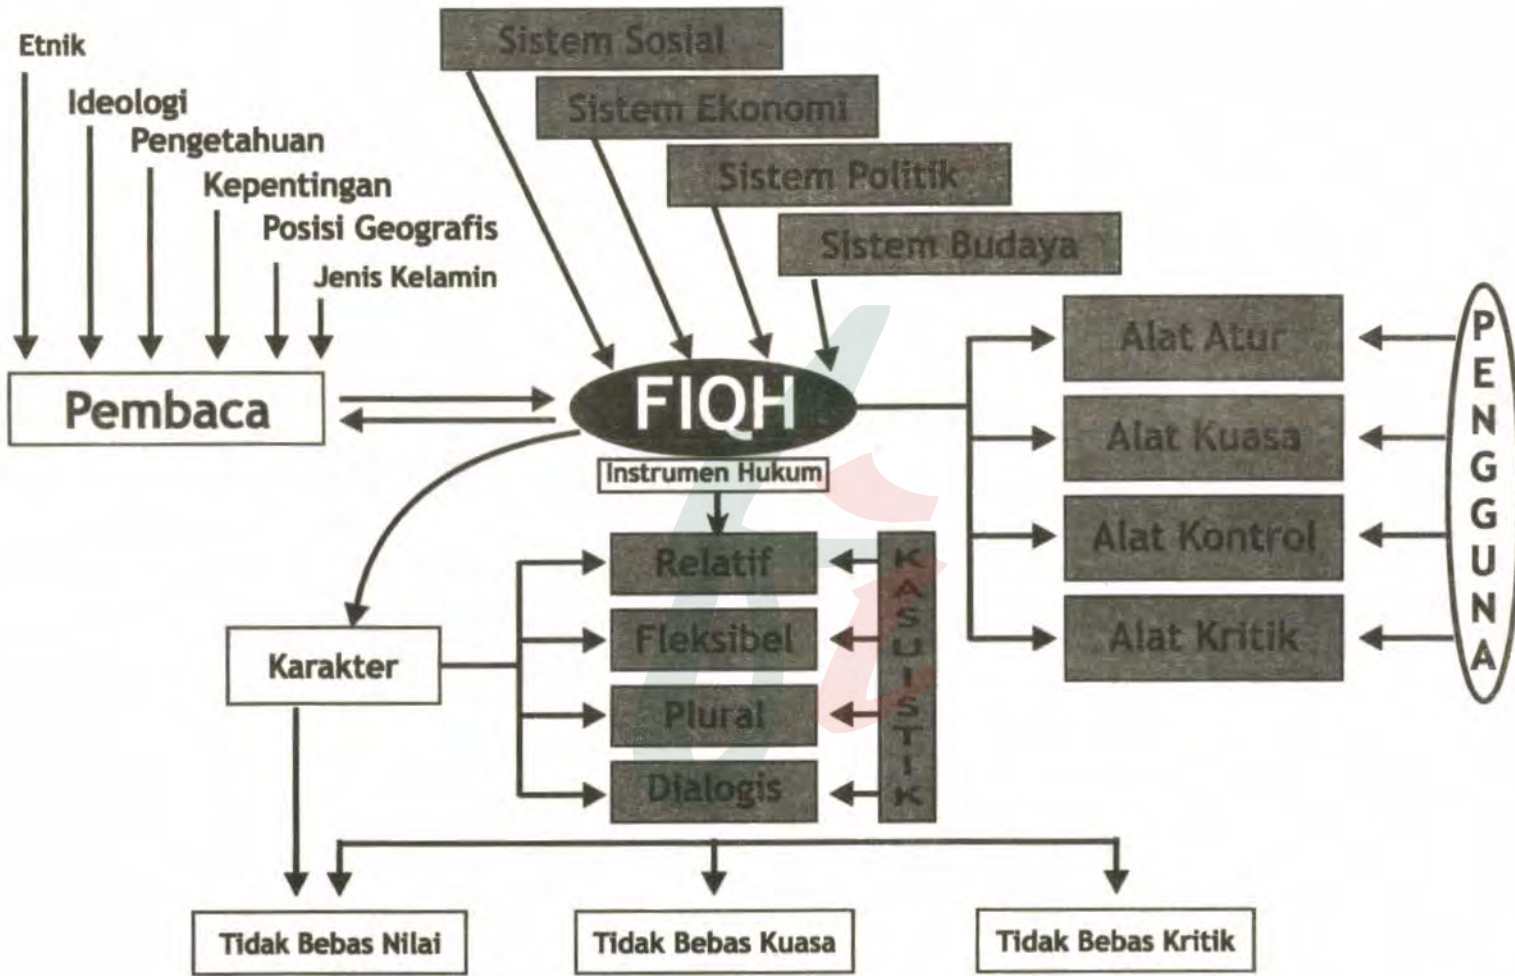 Etnik
Ideologi
Pengetahuan
Kepentingan
Posisi Geografis
Jenis Kelamin
Pembaca
Sistem Sosial
Sistem Ekonomi
Sistem Politik
Sistem Budaya
FIQH
Instrumen Hukum
Alat Atur
Alat Kuasa
Alat Kontrol
Alat Kritik
PENGGUNA
Karakter
Relatif
Fleksibel
Plural
Dialogis
KASUISTIK
Tidak Bebas Nilai
Tidak Bebas Kuasa
Tidak Bebas Kritik